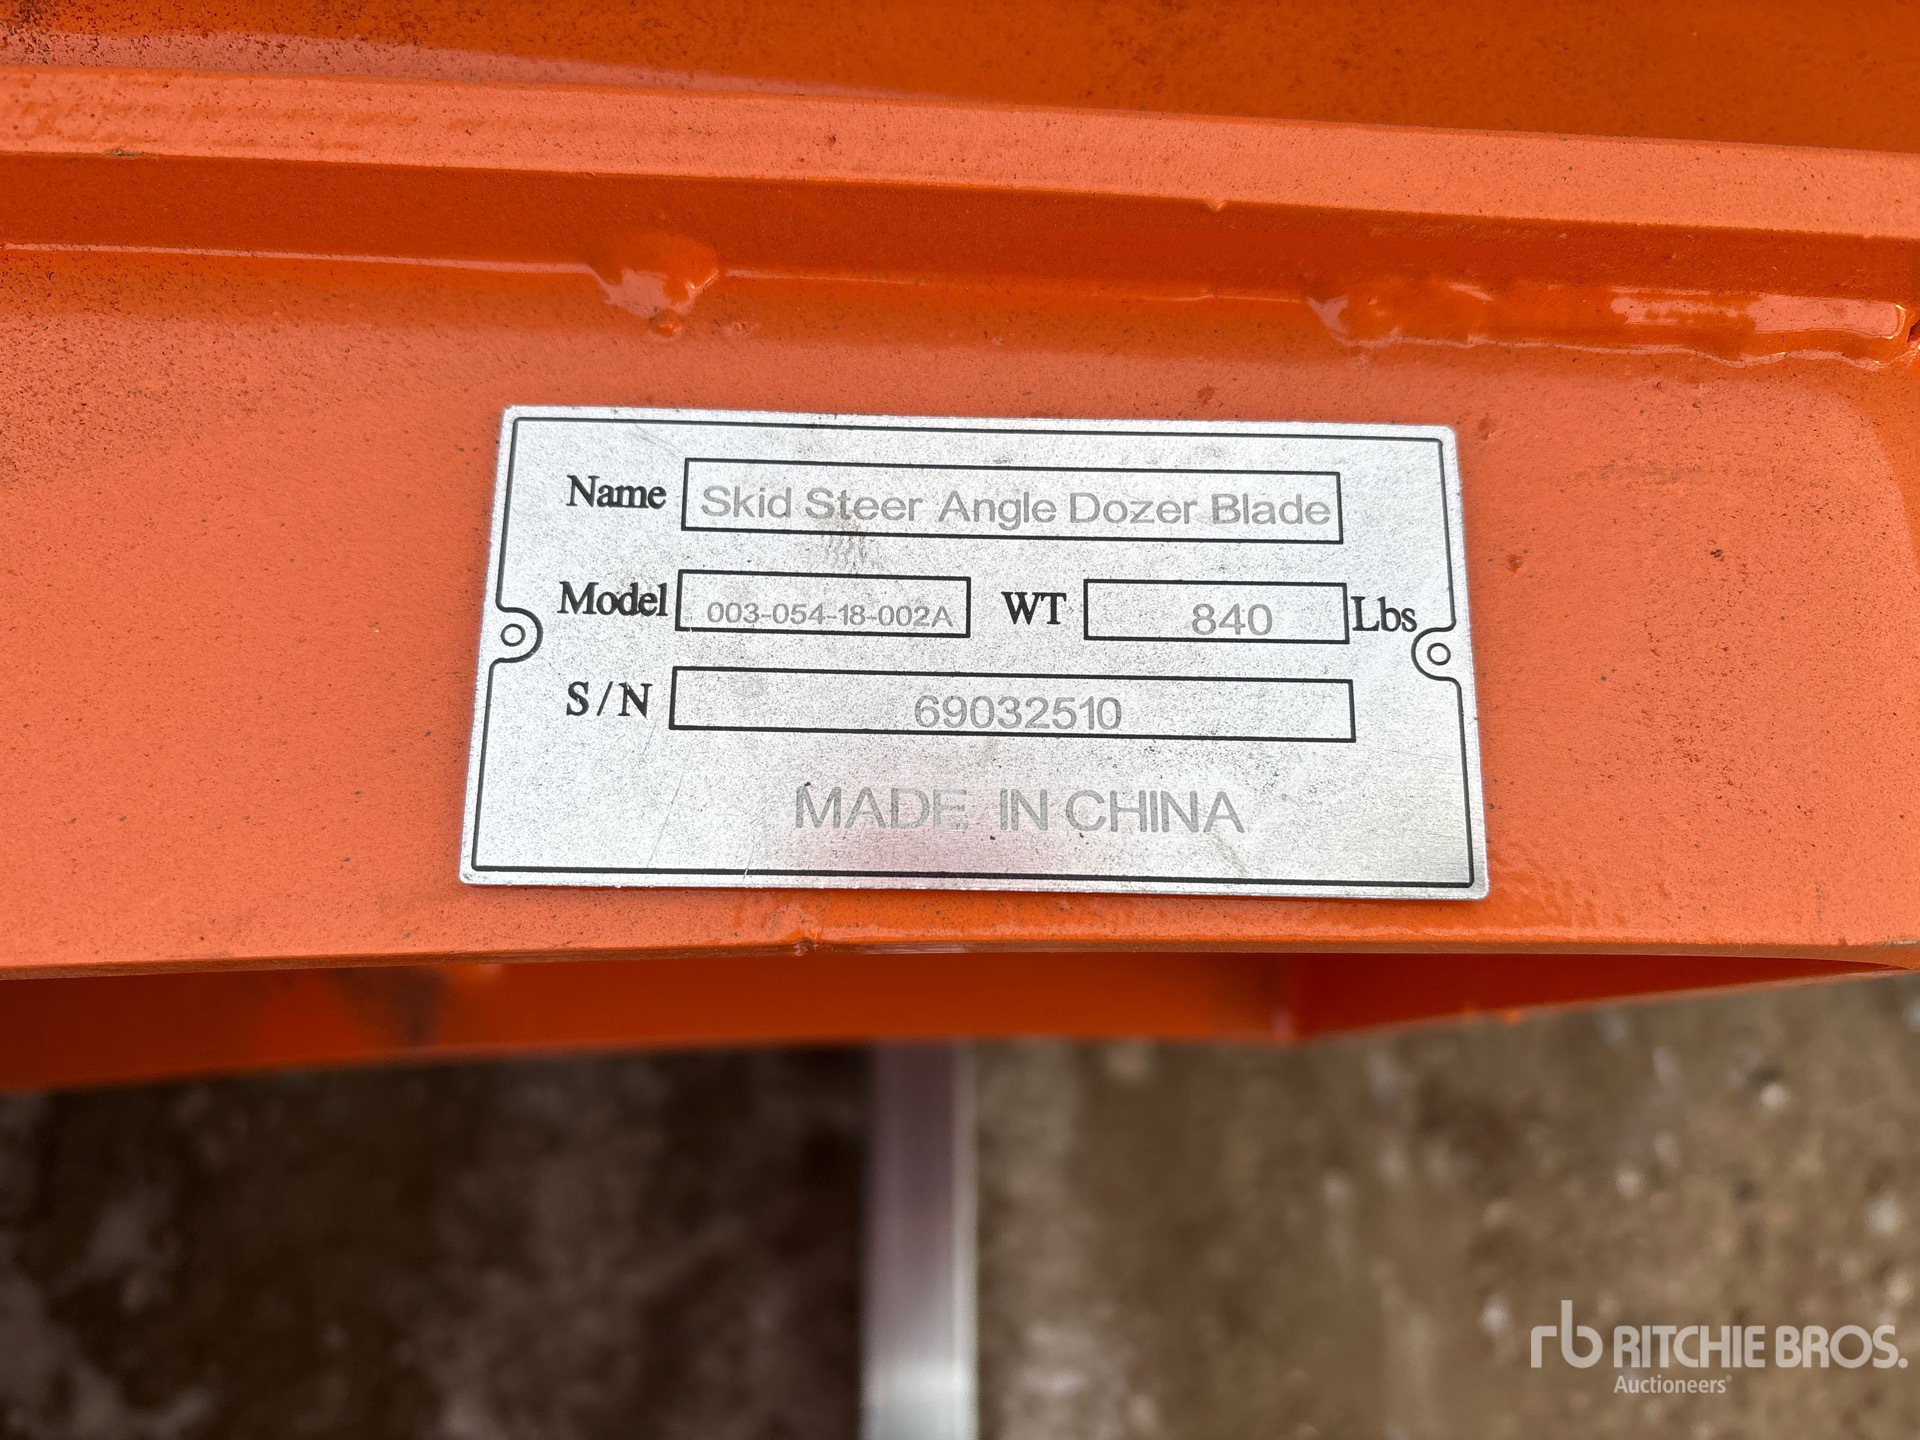 Name Skid Steer Angle Dozer Blade
Model 003-054-18-002A WT 840 Lbs
S/N 69032510
MADE IN CHINA
rb RITCHIE BROS.
Auctioneers